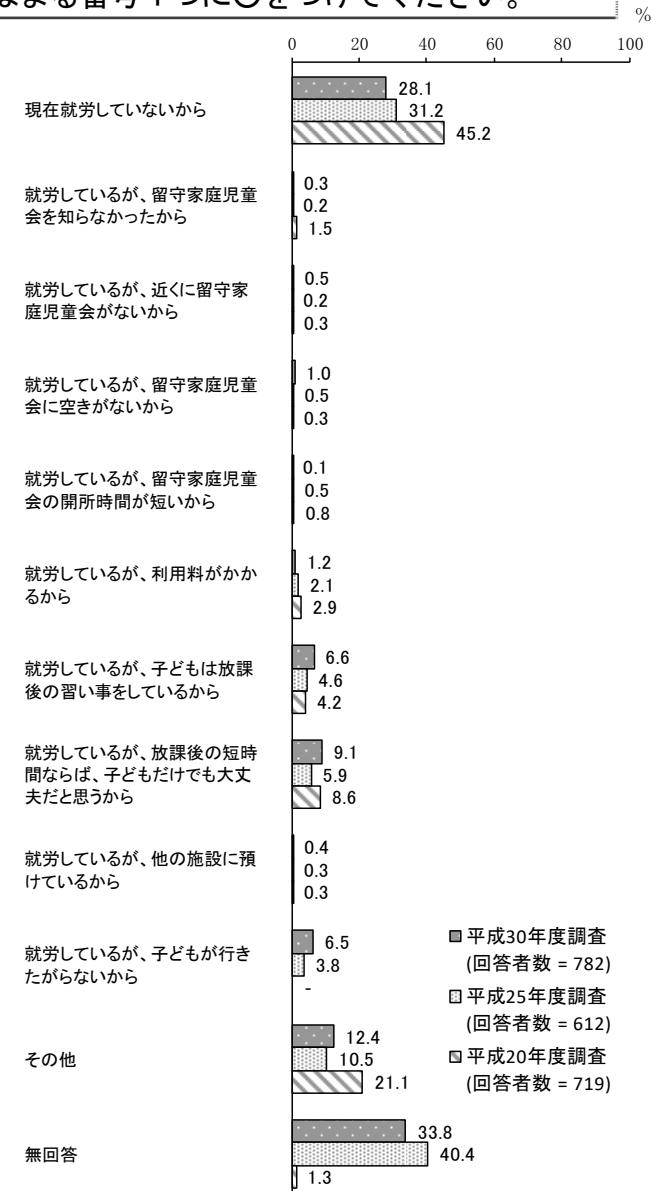 まる番号１つに○をつけてください。
%
0 20 40 60 80 100
現在就労していないから
28.1
31.2
45.2
就労しているが、留守家庭児童
会を知らなかったから
0.3
0.2
1.5
就労しているが、近くに留守家
庭児童会がないから
0.5
0.2
0.3
就労しているが、留守家庭児童
会に空きがないから
1.0
0.5
0.3
就労しているが、留守家庭児童
会の開所時間が短いから
0.1
0.5
0.8
就労しているが、利用料がかか
るから
1.2
2.1
2.9
就労しているが、子どもは放課
後の習い事をしているから
6.6
4.6
4.2
就労しているが、放課後の短時
間ならば、子どもだけでも大丈
夫だと思うから
9.1
5.9
8.6
就労しているが、他の施設に預
けているから
0.4
0.3
0.3
就労しているが、子どもが行き
たがらないから
6.5
3.8
-
その他
12.4
10.5
21.1
無回答
33.8
40.4
1.3
平成30年度調査
(回答者数 = 782)
平成25年度調査
(回答者数 = 612)
平成20年度調査
(回答者数 = 719)